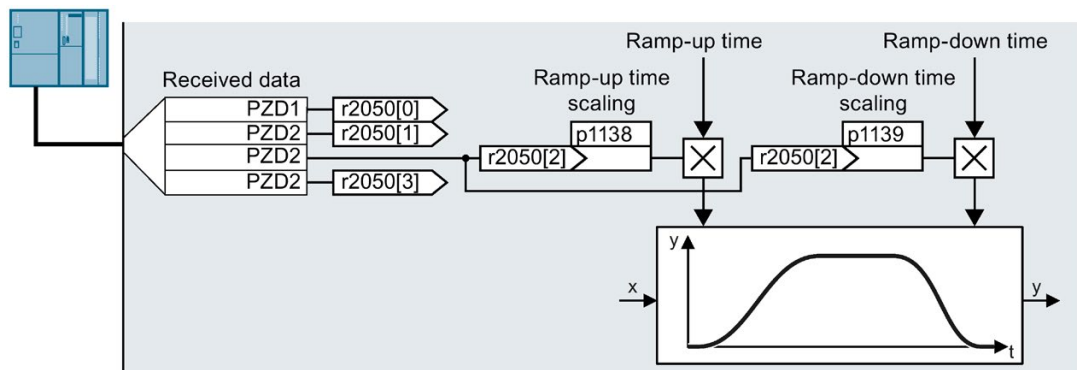 Ramp-up time
Ramp-down time
Received data
Ramp-up time
scaling
Ramp-down time
scaling
PZD1
r2050[0]
PZD2
r2050[1]
p1138
p1139
PZD2
r2050[2]
r2050[2]
PZD2
r2050[3]
y
x
y
t